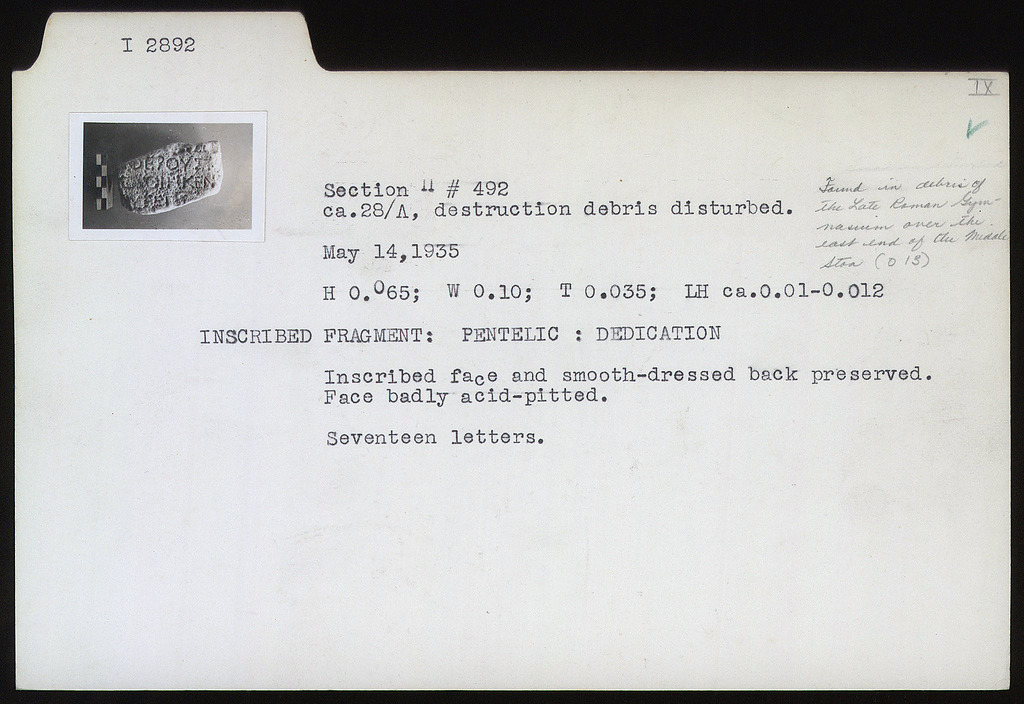 I 2892
IX
Section 11 # 492
ca.28/Λ, destruction debris disturbed.
Found in debris of
the Late Roman Gym-
nasium over the
east end of the Middle
Stoa (O 13)
May 14,1935
H 0.065; W 0.10; T 0.035; LH ca.0.01-0.012
INSCRIBED FRAGMENT: PENTELIC : DEDICATION
Inscribed face and smooth-dressed back preserved.
Face badly acid-pitted.
Seventeen letters.